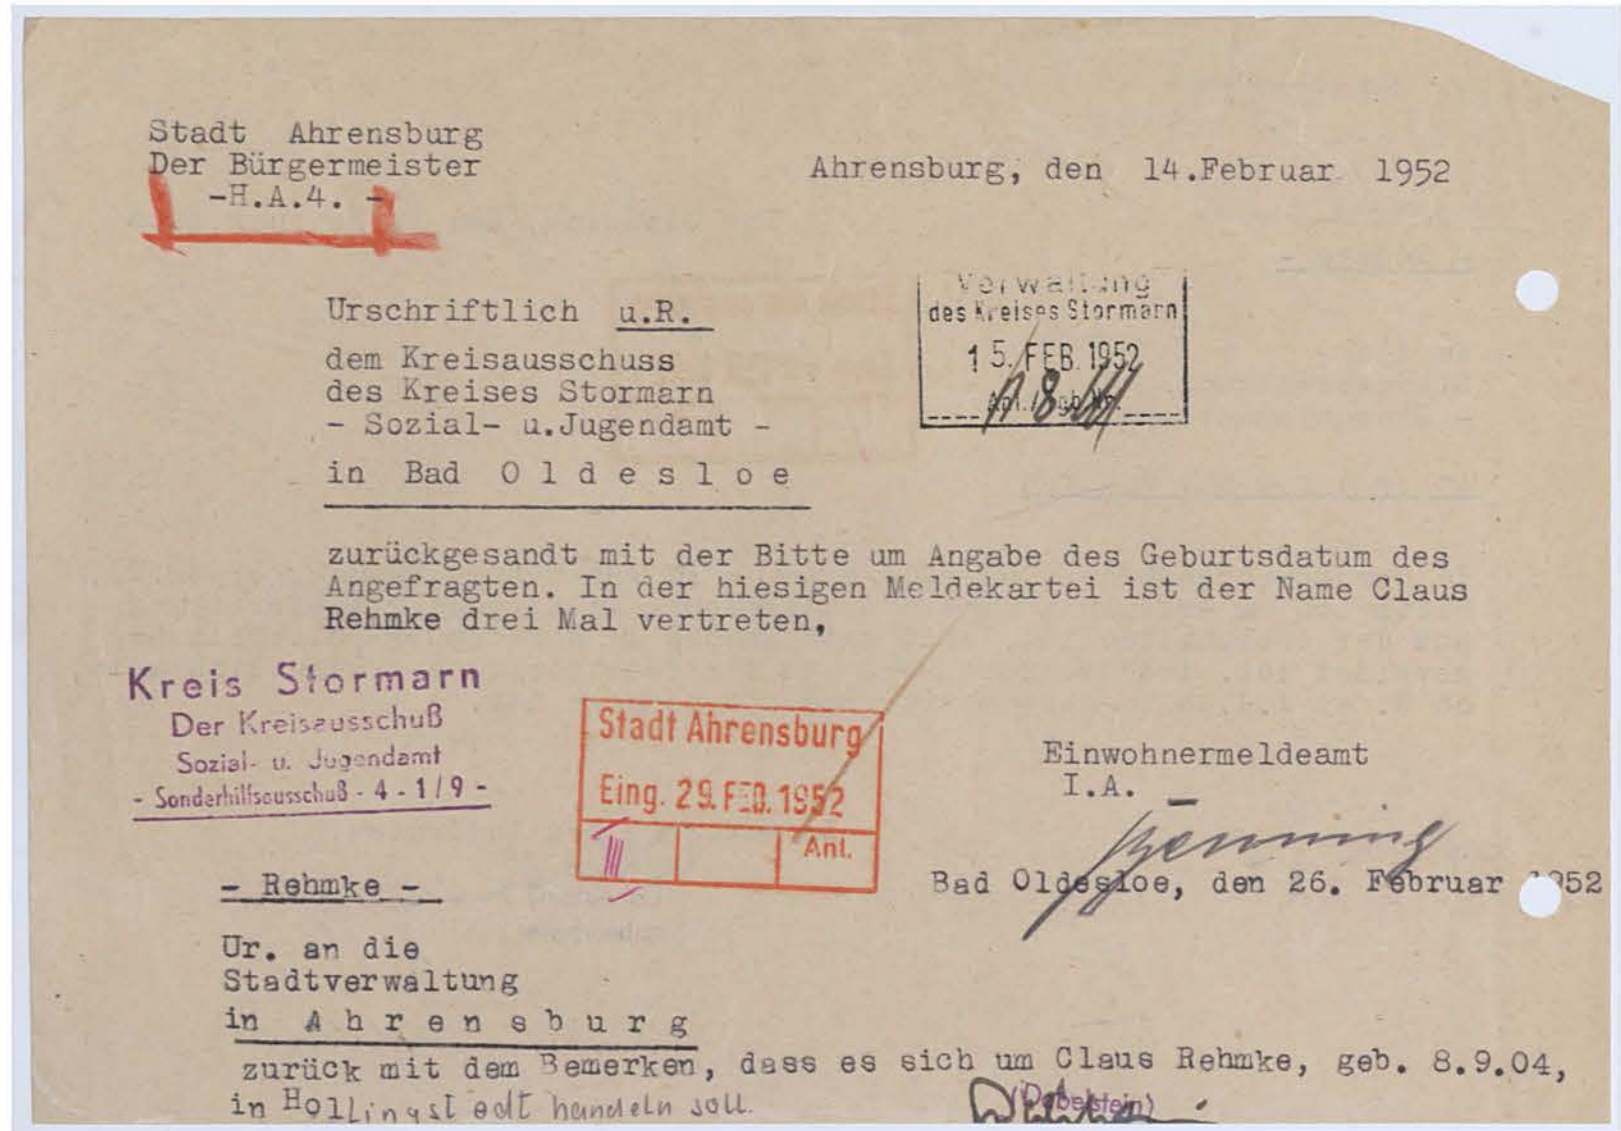 Stadt Ahrensburg
Der Bürgermeister
-H.A.4. -
Ahrensburg, den 14.Februar 1952
Verwaltung
des Kreises Stormarn
15. FEB. 1952
Urschriftlich u.R.
dem Kreisausschuss
des Kreises Stormarn
- Sozial- u.Jugendamt -
in Bad Oldesloe
zurückgesandt mit der Bitte um Angabe des Geburtsdatum des
Angefragten. In der hiesigen Meldekartei ist der Name Claus
Rehmke drei Mal vertreten,
Kreis Stormarn
Der Kreisausschuß
Sozial- u. Jugendamt
- Sonderhilfsausschuß - 4 - 1/9 -
Stadt Ahrensburg
Eing. 29. FEB. 1952
III
Anl.
Einwohnermeldeamt
I.A.
- Rehmke -
Bad Oldesloe, den 26. Februar 1952
Ur. an die
Stadtverwaltung
in Ahrensburg
zurück mit dem Bemerken, dass es sich um Claus Rehmke, geb. 8.9.04,
in Hollingstedt handeln soll.
(Dabelstein)